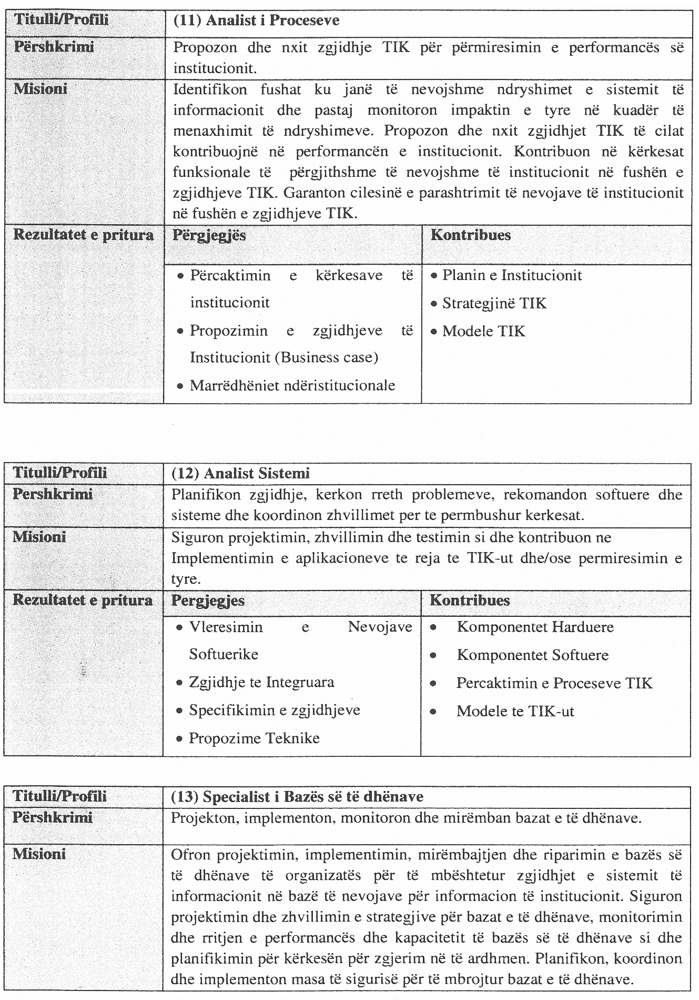 Titulli/Profili (11) Analist i Proceseve
Përshkrimi Propozon dhe nxit zgjidhje TIK për përmiresimin e performancës së
institucionit.
Misioni Identifikon fushat ku janë të nevojshme ndryshimet e sistemit të
informacionit dhe pastaj monitoron impaktin e tyre në kuadër të
menaxhimit të ndryshimeve. Propozon dhe nxit zgjidhjet TIK të cilat
kontribuojnë në performancën e institucionit. Kontribuon në kërkesat
funksionale të përgjithshme të nevojshme të institucionit në fushën e
zgjidhjeve TIK. Garanton cilesinë e parashtrimit të nevojave të institucionit
në fushën e zgjidhjeve TIK.
Rezultatet e pritura Përgjegjës Kontribues
• Përcaktimin e kërkesave të
institucionit
• Propozimin e zgjidhjeve të
Institucionit (Business case)
• Marrëdhëniet ndëristitucionale
• Planin e Institucionit
• Strategjinë TIK
• Modele TIK
Titulli/Profili (12) Analist Sistemi
Pershkrimi Planifikon zgjidhje, kerkon rreth problemeve, rekomandon softuere dhe
sisteme dhe koordinon zhvillimet per te permbushur kerkesat.
Misioni Siguron projektimin, zhvillimin dhe testimin si dhe kontribuon ne
Implementimin e aplikacioneve te reja te TIK-ut dhe/ose permiresimin e
tyre.
Rezultatet e pritura Pergjegjes Kontribues
• Vleresimin e Nevojave
Softuerike
• Zgjidhje te Integruara
• Specifikimin e zgjidhjeve
• Propozime Teknike
• Komponentet Harduere
• Komponentet Softuere
• Percaktimin e Proceseve TIK
• Modele te TIK-ut
Titulli/Profili (13) Specialist i Bazës së të dhënave
Përshkrimi Projekton, implementon, monitoron dhe mirëmban bazat e të dhënave.
Misioni Ofron projektimin, implementimin, mirëmbajtjen dhe riparimin e bazës së
të dhënave të organizatës për të mbështetur zgjidhjet e sistemit të
informacionit në bazë të nevojave për informacion të institucionit. Siguron
projektimin dhe zhvillimin e strategjive për bazat e të dhënave, monitorimin
dhe rritjen e performancës dhe kapacitetit të bazës së të dhënave si dhe
planifikimin për kërkesën për zgjerim në të ardhmen. Planifikon, koordinon
dhe implementon masa të sigurisë për të mbrojtur bazat e të dhënave.